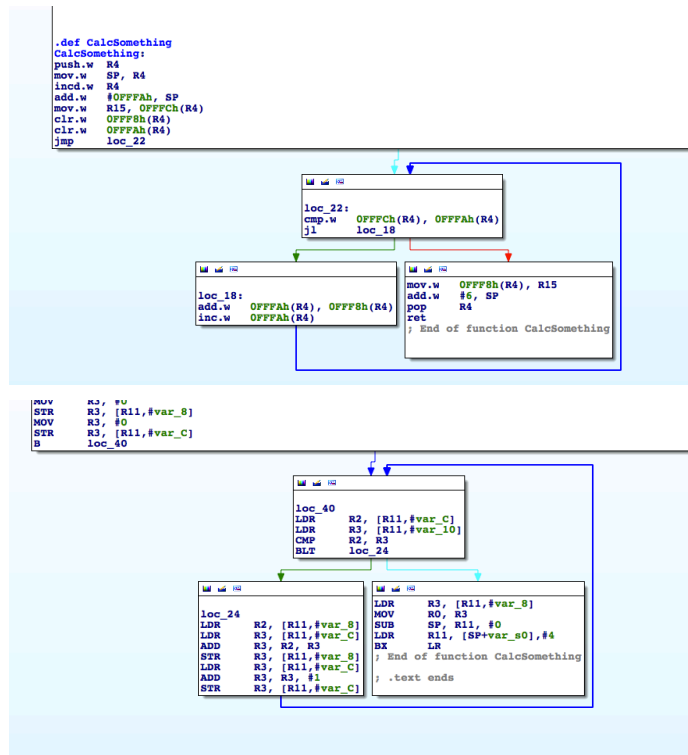 .def CalcSomething
CalcSomething:
push.w R4
mov.w SP, R4
incd.w R4
add.w #0FFFAh, SP
mov.w R15, 0FFFCh(R4)
clr.w 0FFF8h(R4)
clr.w 0FFFAh(R4)
jmp loc_22
loc_22:
cmp.w 0FFFCh(R4), 0FFFAh(R4)
jl loc_18
loc_18:
add.w 0FFFAh(R4), 0FFF8h(R4)
inc.w 0FFFAh(R4)
mov.w 0FFF8h(R4), R15
add.w #6, SP
pop R4
ret
; End of function CalcSomething
MOV R3, #0
STR R3, [R11,#var_8]
MOV R3, #0
STR R3, [R11,#var_C]
B loc_40
loc_40
LDR R2, [R11,#var_C]
LDR R3, [R11,#var_10]
CMP R2, R3
BLT loc_24
loc_24
LDR R2, [R11,#var_8]
LDR R3, [R11,#var_C]
ADD R3, R2, R3
STR R3, [R11,#var_8]
LDR R3, [R11,#var_C]
ADD R3, R3, #1
STR R3, [R11,#var_C]
LDR R3, [R11,#var_8]
MOV R0, R3
SUB SP, R11, #0
LDR R11, [SP+var_s0],#4
BX LR
; End of function CalcSomething
; .text ends